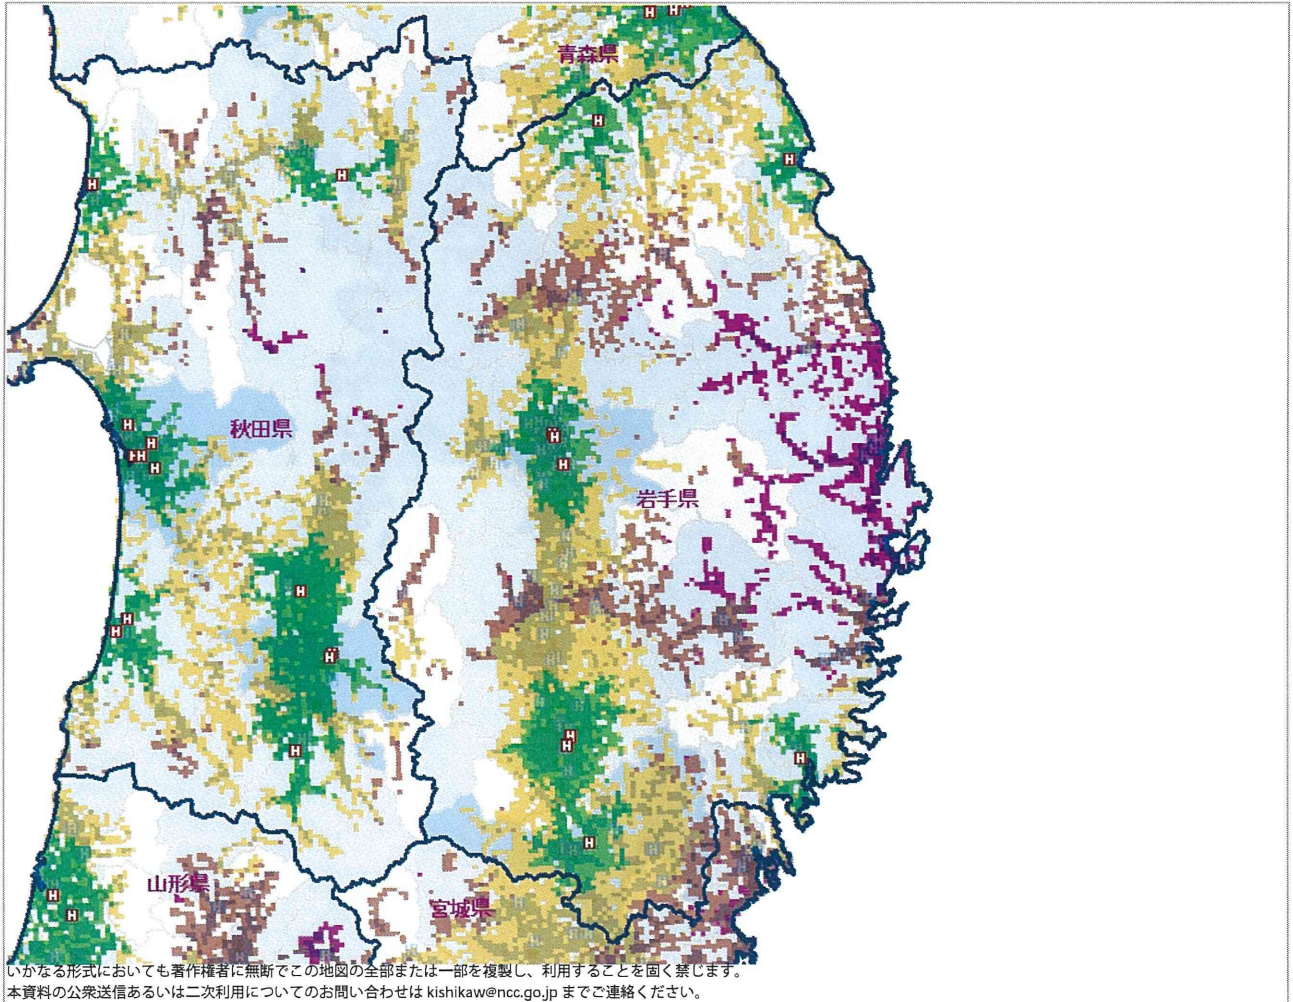 青森県
秋田県
岩手県
山形県
宮城県
いかなる形式においても著作権者に無断でこの地図の全部または一部を複製し、利用することを固く禁じます。
本資料の公衆送信あるいは二次利用についてのお問い合わせは kishikaw@ncc.go.jp までご連絡ください。